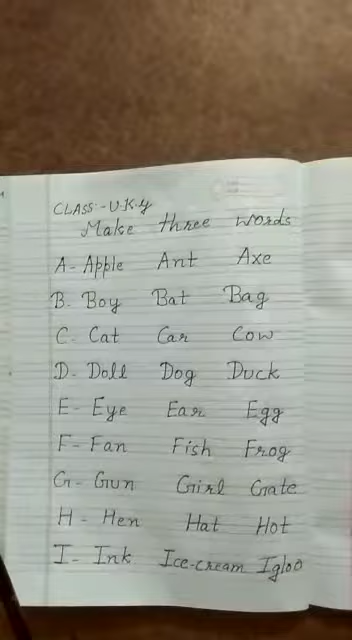 CLASS:- U.K.G
Make three words
A- Apple Ant Axe
B- Boy Bat Bag
C- Cat Car Cow
D- Doll Dog Duck
E- Eye Ear Egg
F- Fan Fish Frog
G- Gun Girl Gate
H- Hen Hat Hot
I- Ink Ice-cream Igloo